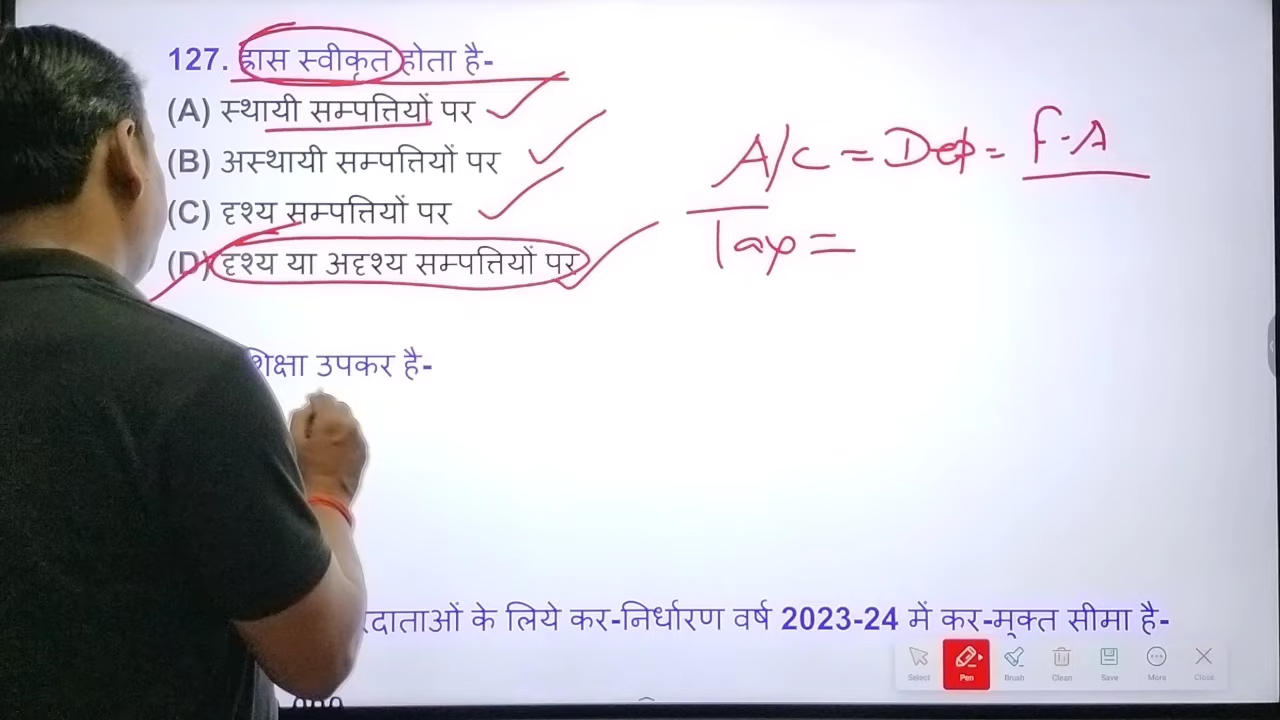 127. ह्रास स्वीकृत होता है-
(A) स्थायी सम्पत्तियों पर
(B) अस्थायी सम्पत्तियों पर
(C) दृश्य सम्पत्तियों पर
(D) दृश्य या अदृश्य सम्पत्तियों पर
A/C = Dep = F.A
Tax =
शिक्षा उपकर है-
करदाताओं के लिये कर-निर्धारण वर्ष 2023-24 में कर-मुक्त सीमा है-
Select Pen Brush Clean Save More Close